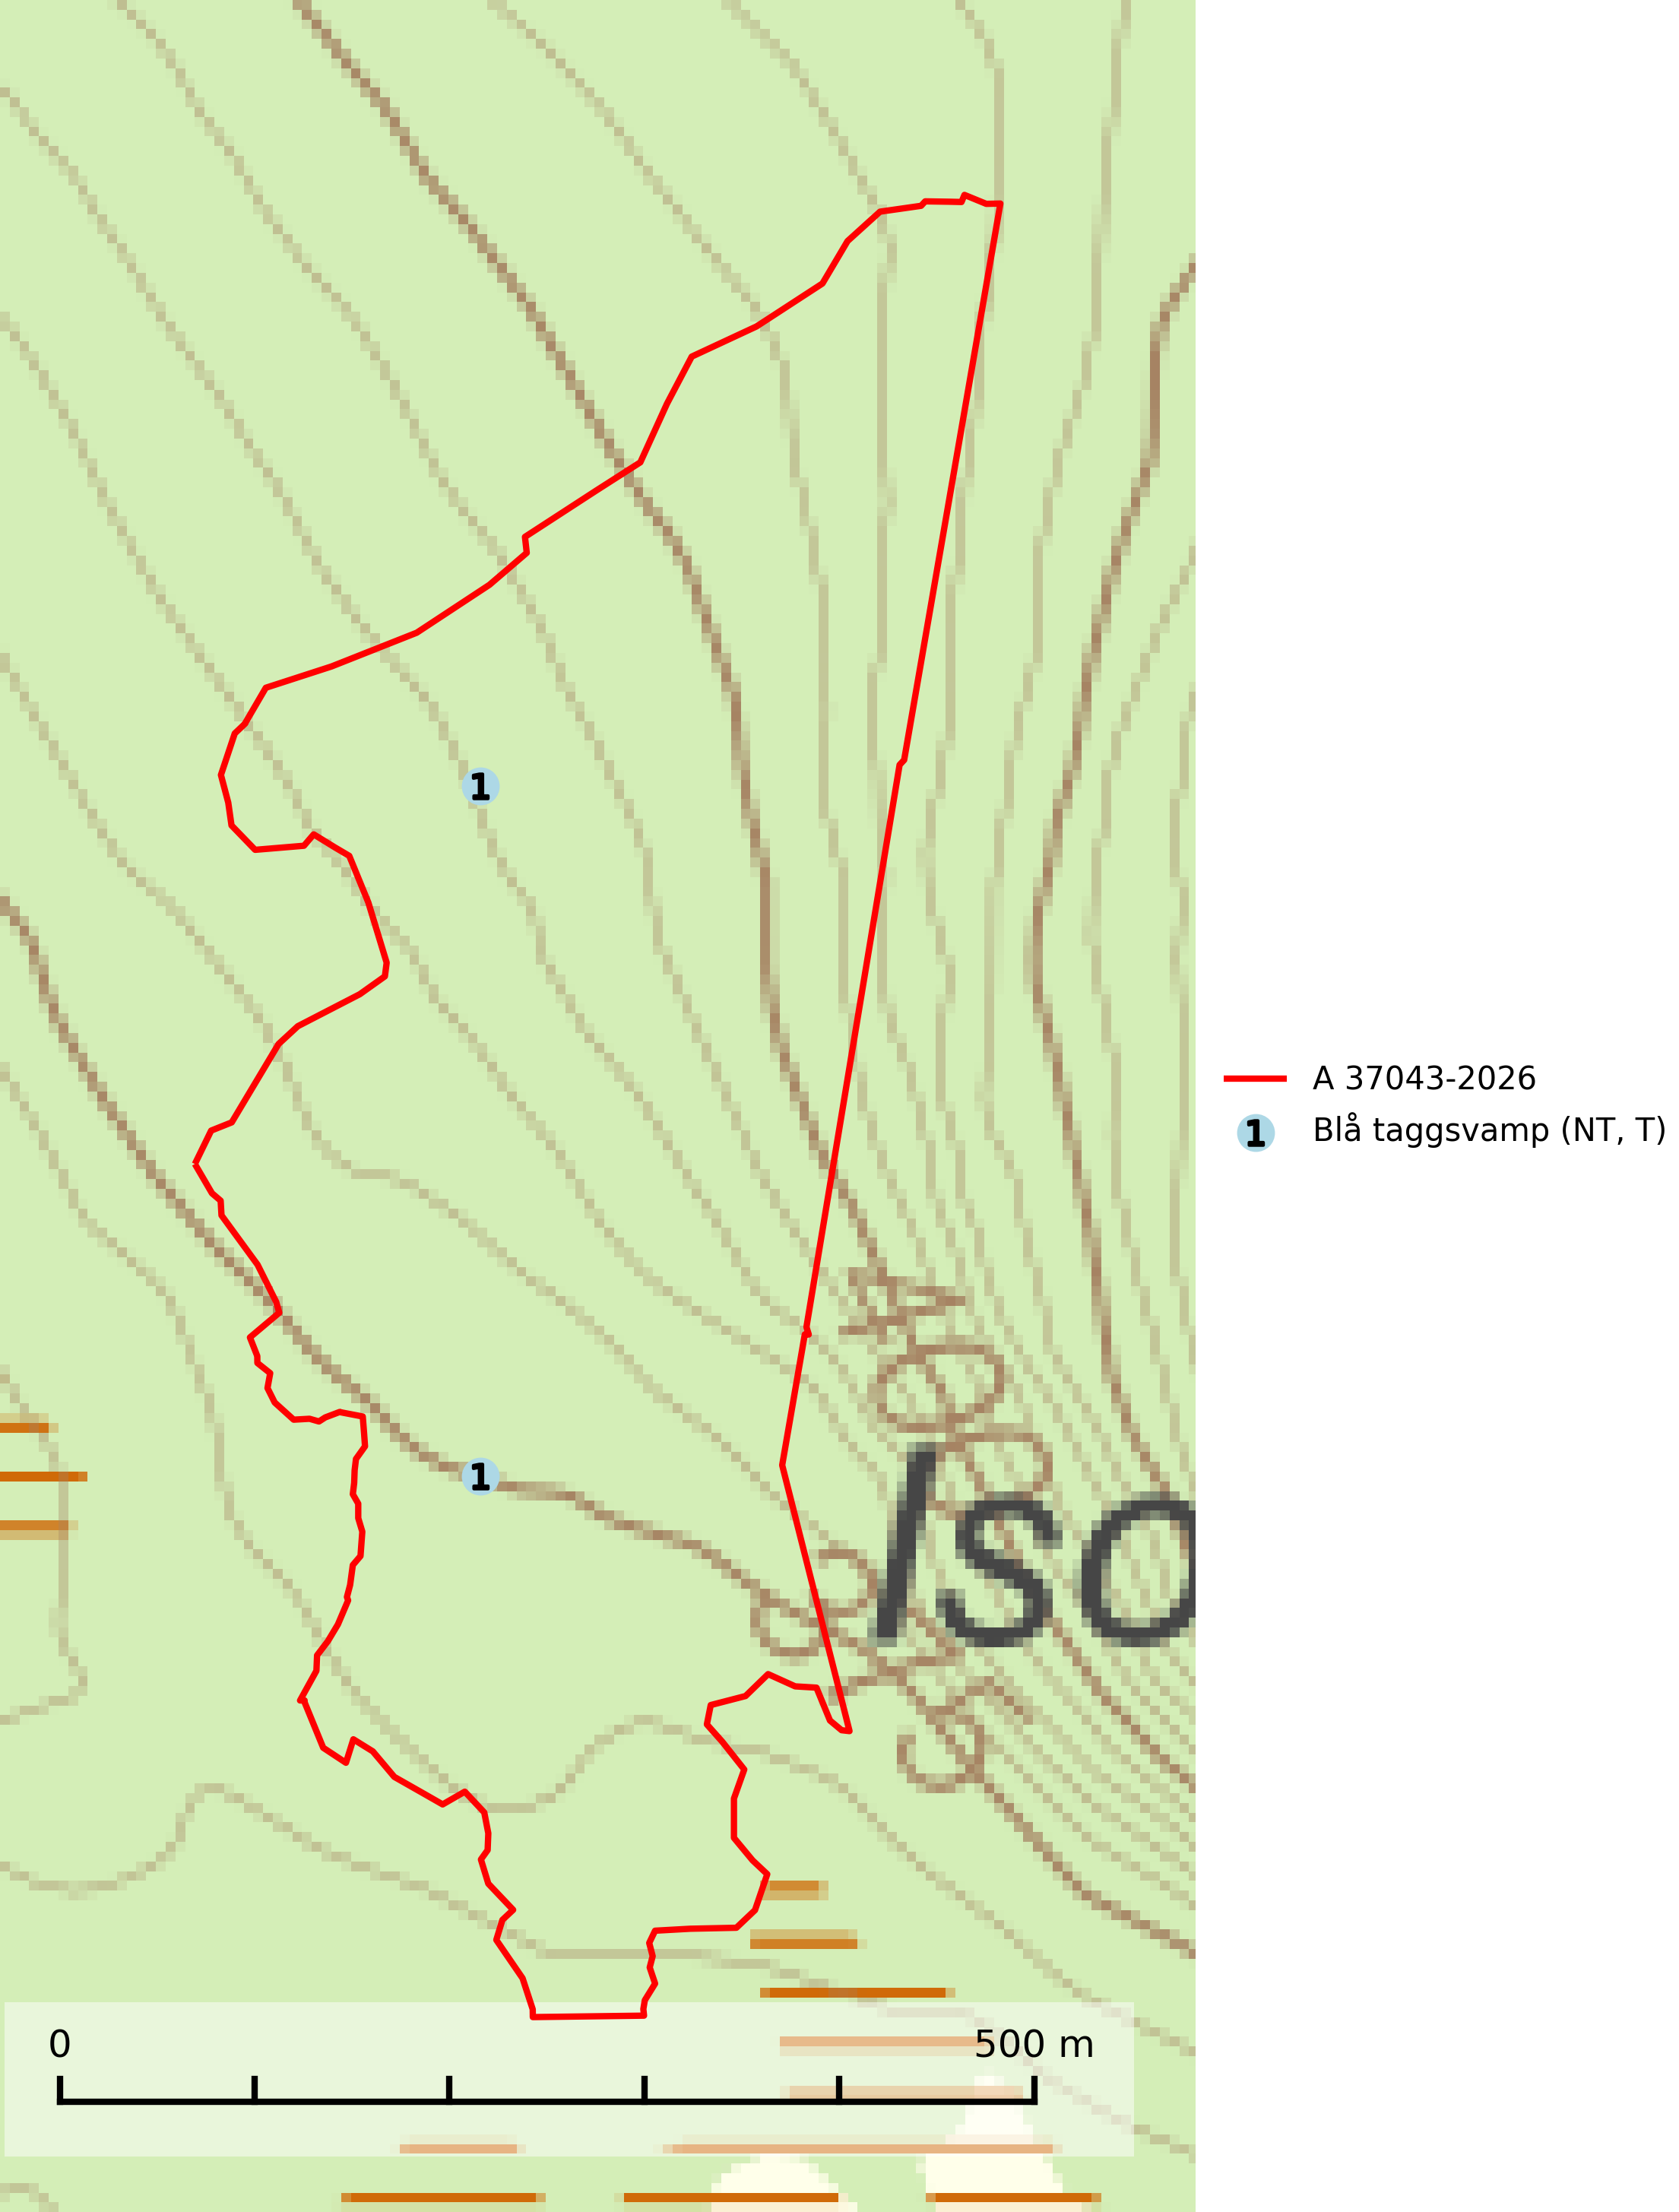 A 37043-2026
1 Blå taggsvamp (NT, T)
1
1
Iso
0 500 m